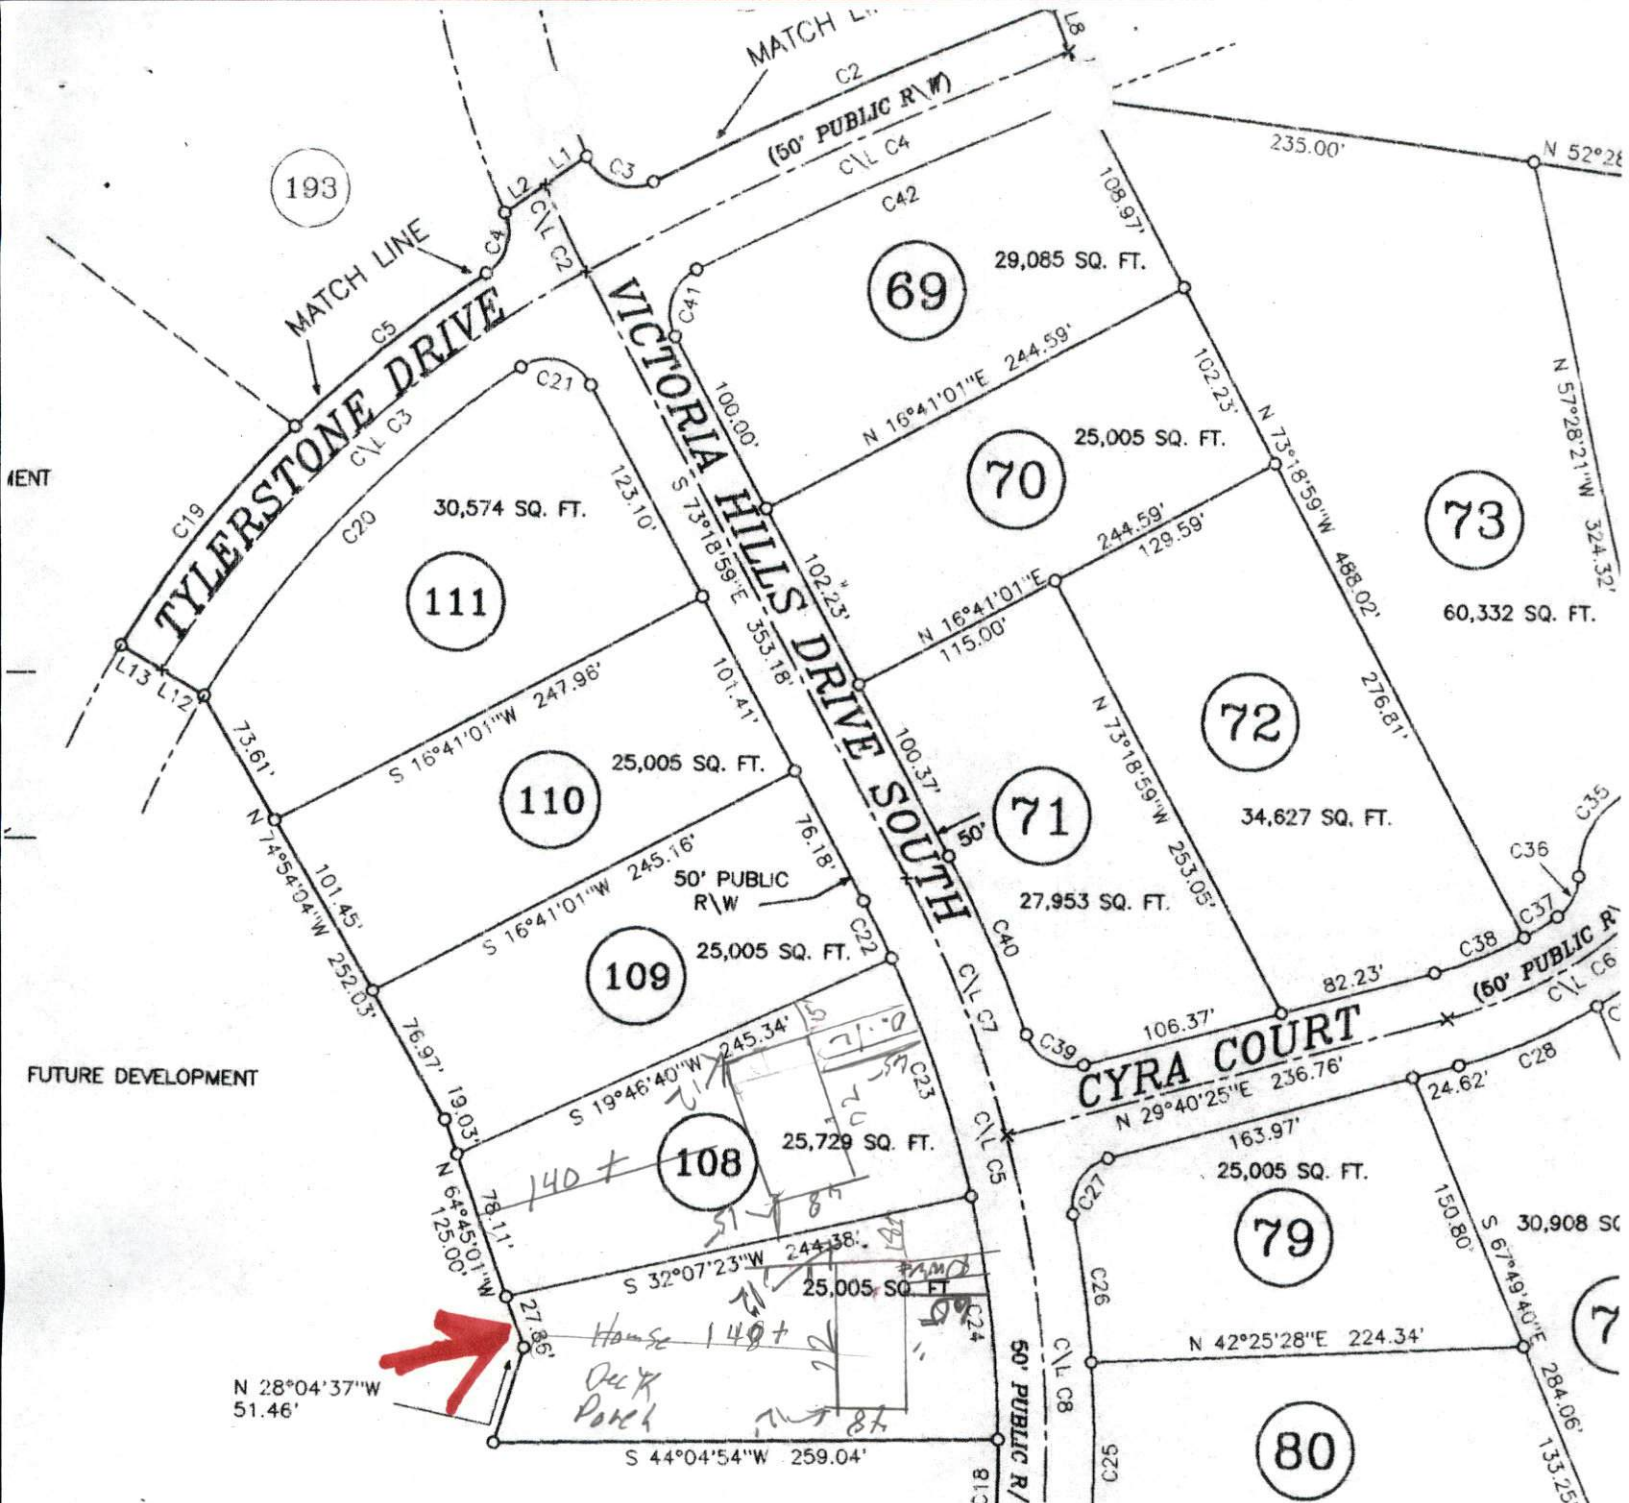 MATCH
C2
L8
(50' PUBLIC R\W)
C\L C4
L1
C3
L2
C\L C2
193
C4
MATCH LINE
C5
C42
108.97'
235.00'
N 52°28
69
29,085 SQ. FT.
C41
VICTORIA HILLS DRIVE SOUTH
N 16°41'01"E 244.59'
100.00'
102.23'
N 57°28'21"W 324.32'
C21
TYLERSTONE DRIVE
C\L C3
C19
C20
MENT
30,574 SQ. FT.
123.10'
111
S 73°18'59"E 353.18'
70
25,005 SQ. FT.
N 73°18'59"W 488.02'
73
60,332 SQ. FT.
244.59'
129.59'
102.23'
N 16°41'01"E
115.00'
L13 L12
73.61'
S 16°41'01"W 247.96'
101.41'
72
34,627 SQ. FT.
276.81'
N 73°18'59"W 253.05'
100.37'
71
27,953 SQ. FT.
50'
110
25,005 SQ. FT.
N 74°54'04"W 252.03'
101.45'
S 16°41'01"W 245.16'
76.18'
50' PUBLIC
R\W
C22
109
25,005 SQ. FT.
C40
C\L C7
C35
C36
C37
C38
(50' PUBLIC R\
C\L C6
82.23'
106.37'
C39
CYRA COURT
N 29°40'25"E 236.76'
24.62'
C28
FUTURE DEVELOPMENT
76.97'
19.03'
S 19°46'40"W 245.34'
C23
C\L C5
108
25,729 SQ. FT.
140 +
72
48
15
N 64°45'01"W
125.00'
78.11'
S 32°07'23"W 244.38'
163.97'
25,005 SQ. FT.
C27
79
150.80'
S 67°49'40"E 284.06'
30,908 SQ
7
C26
25,005 SQ. FT
C24
27.86'
House 148+
Deck
Porch
72
48
N 28°04'37"W
51.46'
S 44°04'54"W 259.04'
50' PUBLIC R/
C\L C8
N 42°25'28"E 224.34'
80
C25
C18
133.25